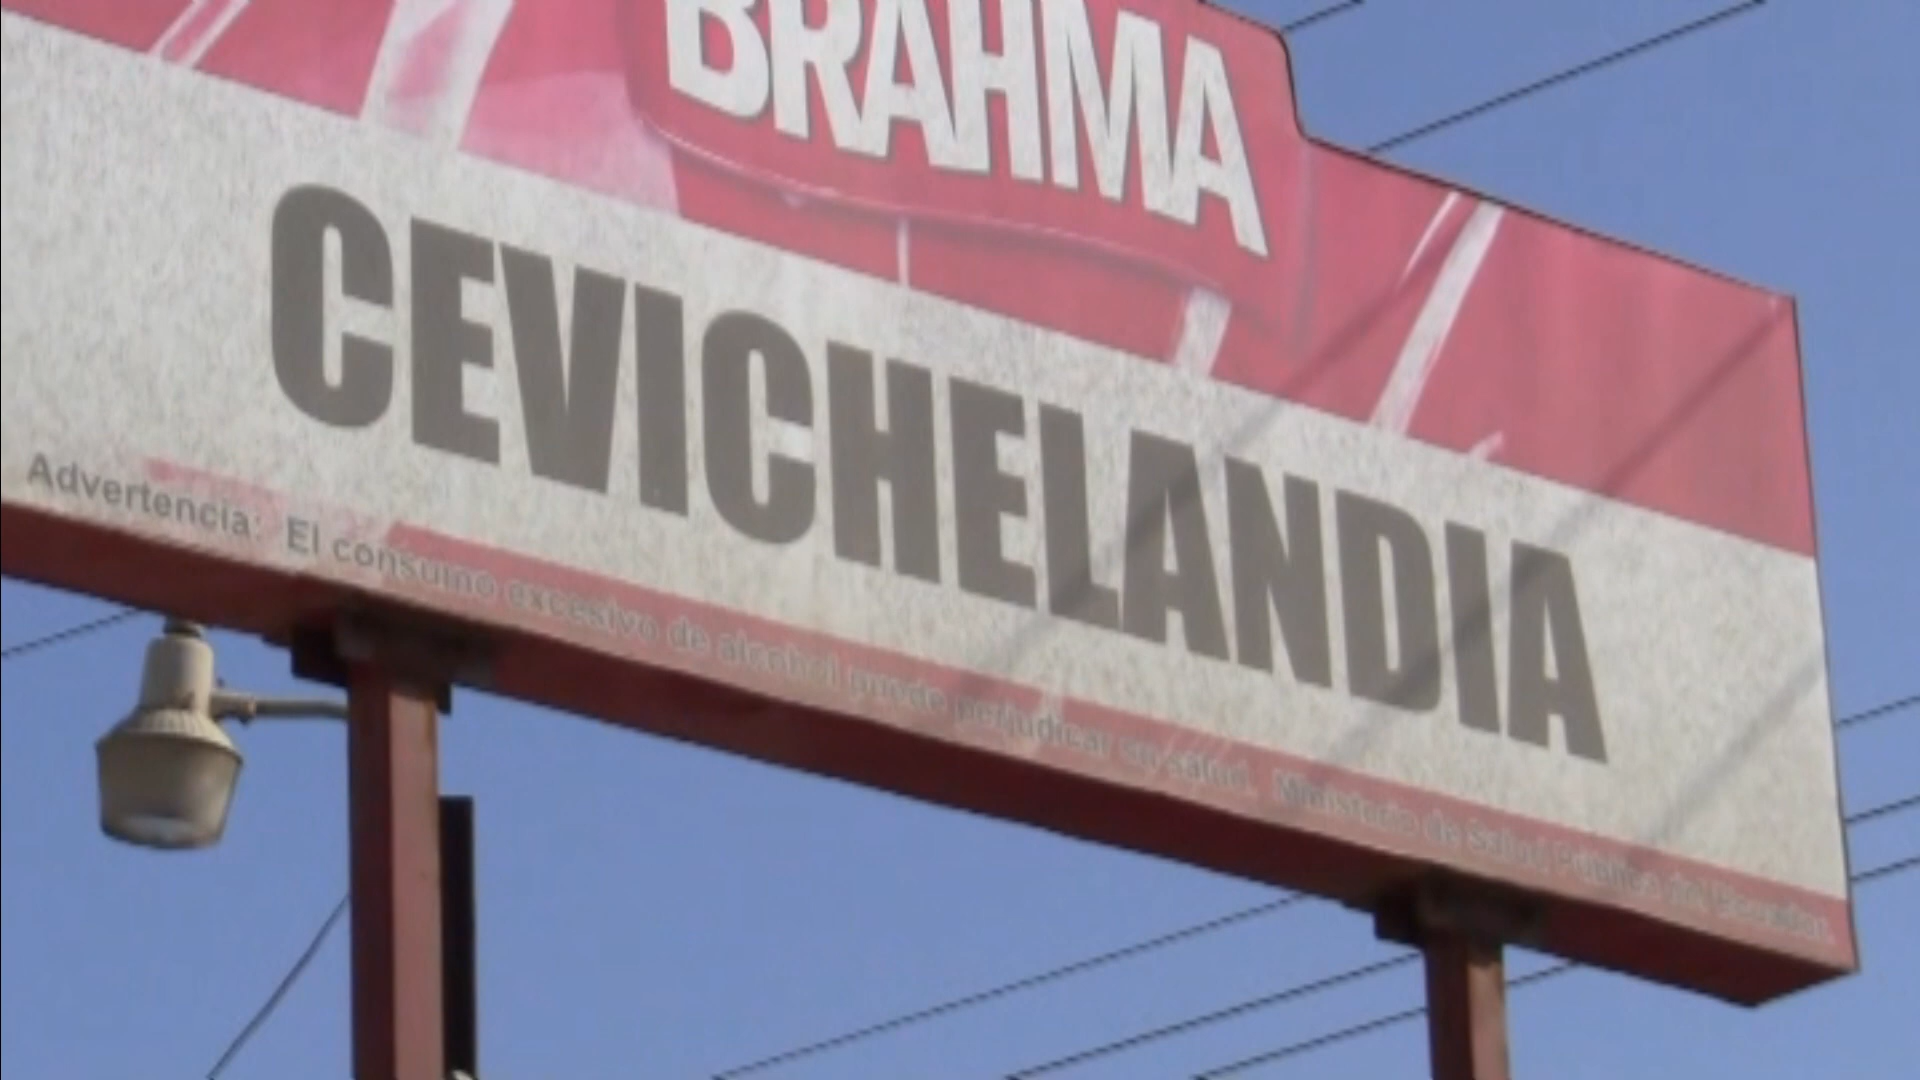 BRAHMA
CEVICHELANDIA
Advertencia: El consumo excesivo de alcohol puede perjudicar su salud. Ministerio de Salud Pública del Ecuador.